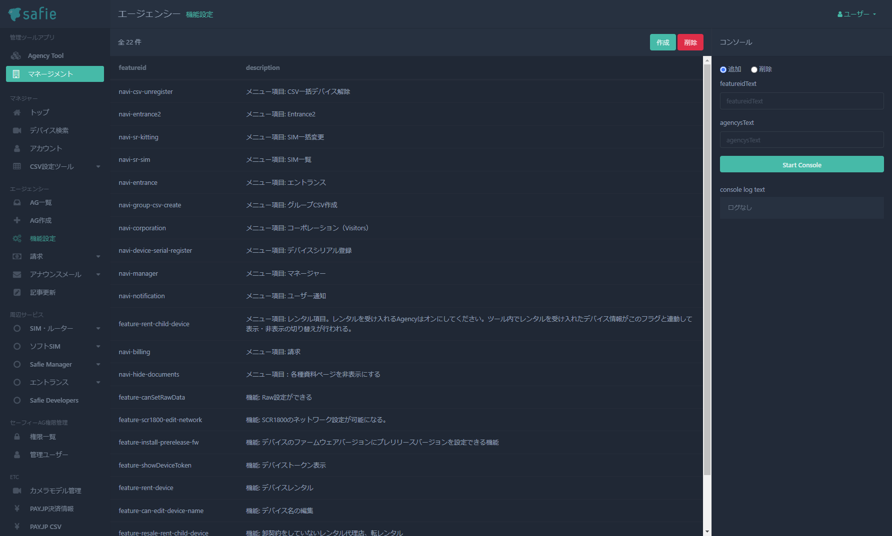 safie
エージェンシー 機能設定
ユーザー
管理ツールアプリ
Agency Tool
マネージメント
マネジャー
トップ
デバイス検索
アカウント
CSV設定ツール
エージェンシー
AG一覧
AG作成
機能設定
請求
アナウンスメール
記事更新
周辺サービス
SIM・ルーター
ソフトSIM
Safie Manager
エントランス
Safie Developers
セーフィーAG権限管理
権限一覧
管理ユーザー
ETC
カメラモデル管理
PAYJP決済情報
PAYJP CSV
全 22 件
作成
削除
featureid description
navi-csv-unregister メニュー項目: CSV一括デバイス解除
navi-entrance2 メニュー項目: Entrance2
navi-sr-kitting メニュー項目: SIM一括変更
navi-sr-sim メニュー項目: SIM一覧
navi-entrance メニュー項目: エントランス
navi-group-csv-create メニュー項目: グループCSV作成
navi-corporation メニュー項目: コーポレーション（Visitors）
navi-device-serial-register メニュー項目: デバイスシリアル登録
navi-manager メニュー項目: マネージャー
navi-notification メニュー項目: ユーザー通知
feature-rent-child-device メニュー項目: レンタル項目。レンタルを受け入れるAgencyはオンにしてください。ツール内でレンタルを受け入れたデバイス情報がこのフラグと連動して
表示・非表示の切り替えが行われる。
navi-billing メニュー項目: 請求
navi-hide-documents メニュー項目：各種資料ページを非表示にする
feature-canSetRawData 機能: Raw設定ができる
feature-scr1800-edit-network 機能: SCR1800のネットワーク設定が可能になる。
feature-install-prerelease-fw 機能: デバイスのファームウェアバージョンにプレリリースバージョンを設定できる機能
feature-showDeviceToken 機能: デバイストークン表示
feature-rent-device 機能: デバイスレンタル
feature-can-edit-device-name 機能: デバイス名の編集
feature-resale-rent-child-device 機能: 卸契約をしていないレンタル代理店、転レンタル
コンソール
追加 削除
featureidText
featureidText
agencysText
agencysText
Start Console
console log text
ログなし